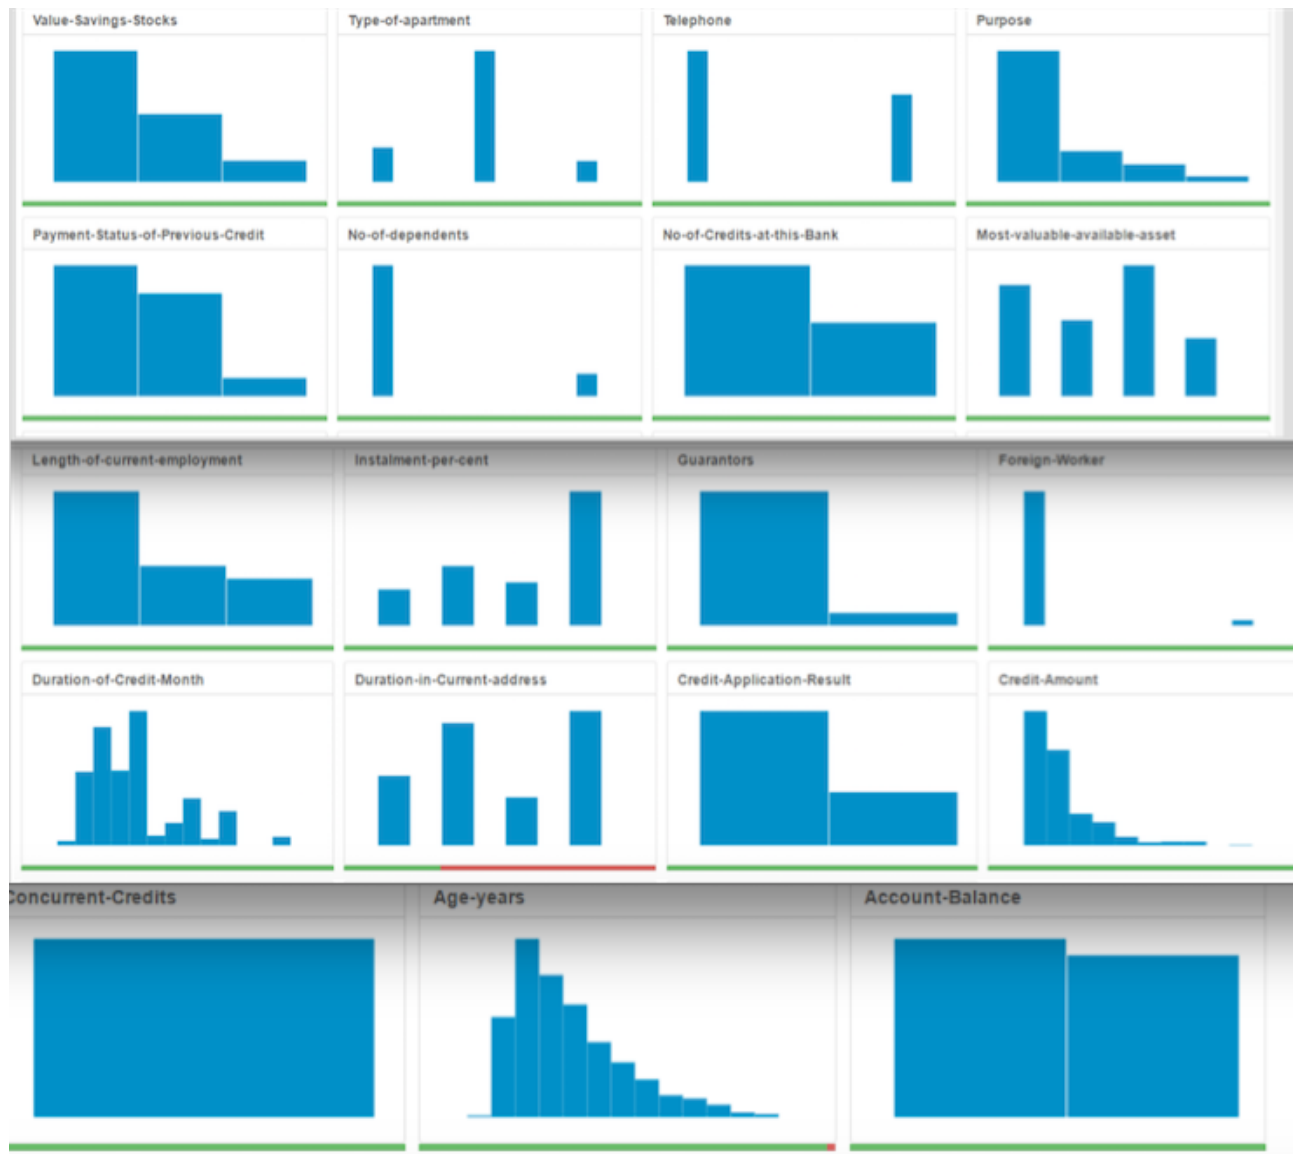 Value-Savings-Stocks
Type-of-apartment
Telephone
Purpose
Payment-Status-of-Previous-Credit
No-of-dependents
No-of-Credits-at-this-Bank
Most-valuable-available-asset
Length-of-current-employment
Instalment-per-cent
Guarantors
Foreign-Worker
Duration-of-Credit-Month
Duration-in-Current-address
Credit-Application-Result
Credit-Amount
Concurrent-Credits
Age-years
Account-Balance